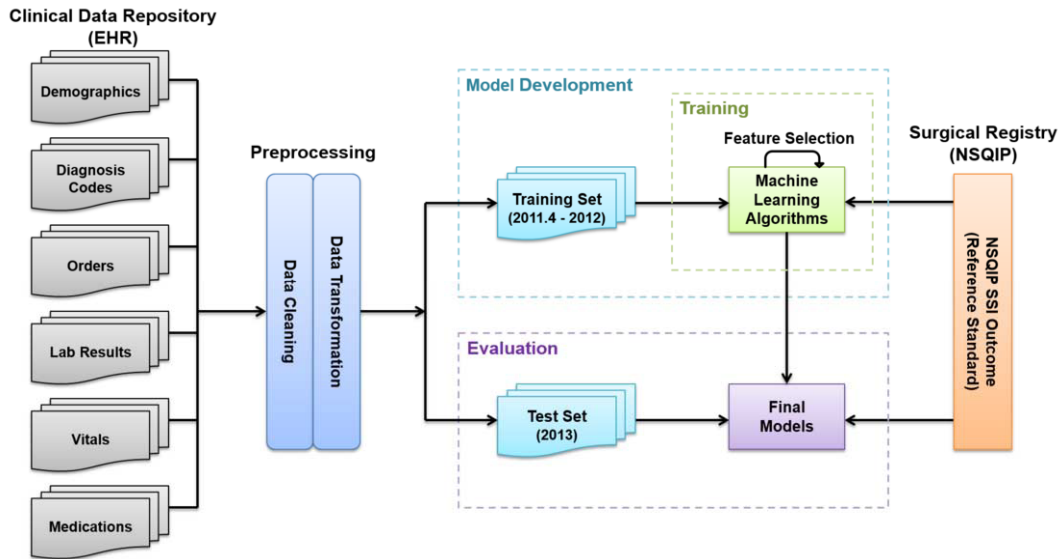 Clinical Data Repository
(EHR)
Demographics
Diagnosis
Codes
Orders
Lab Results
Vitals
Medications
Preprocessing
Data Cleaning
Data Transformation
Model Development
Training
Feature Selection
Training Set
(2011.4 - 2012)
Machine
Learning
Algorithms
Evaluation
Test Set
(2013)
Final
Models
Surgical Registry
(NSQIP)
NSQIP SSI Outcome
(Reference Standard)